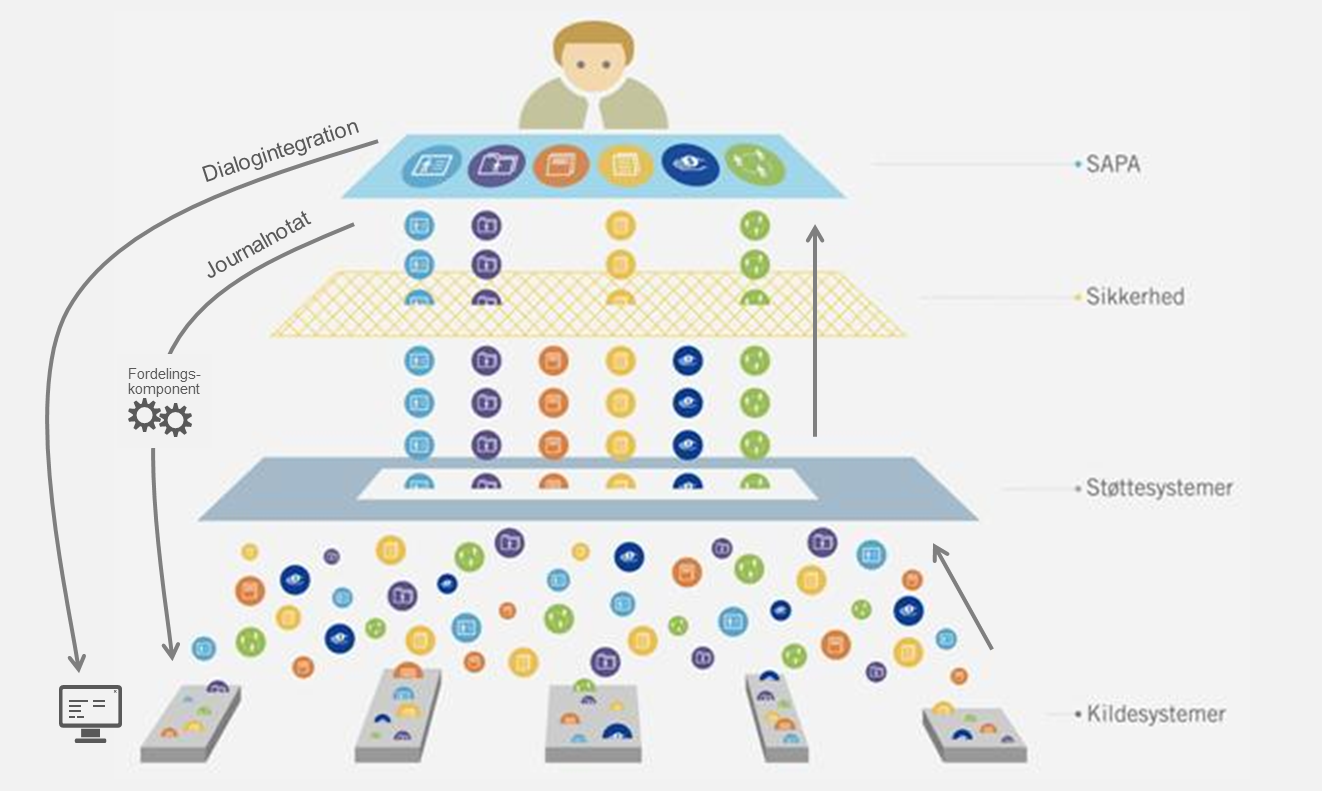 Dialogintegration
Journalnotat
Fordelings-
komponent
SAPA
Sikkerhed
Støttesystemer
Kildesystemer